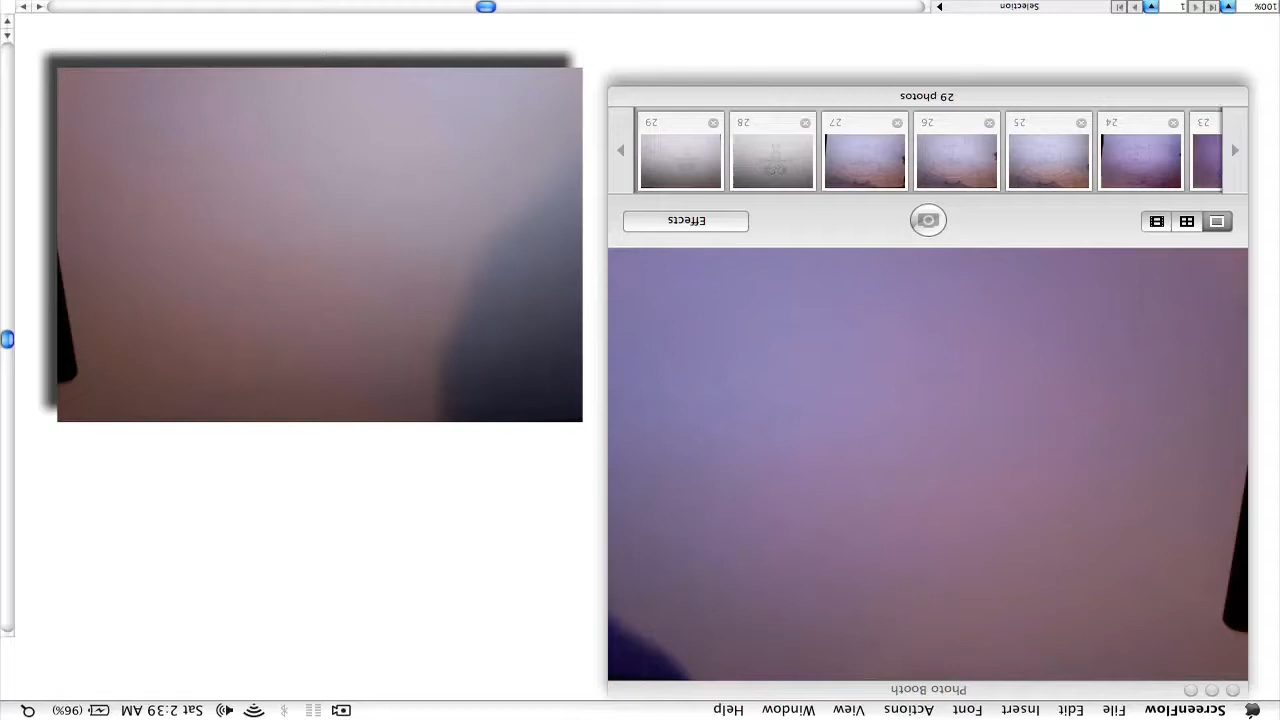 ScreenFlow File Edit Insert Font Actions View Window Help (96%) Sat 2:39 AM
Photo Booth
Effects
23 24 25 26 27 28 29
29 photos
100% 1 Selection